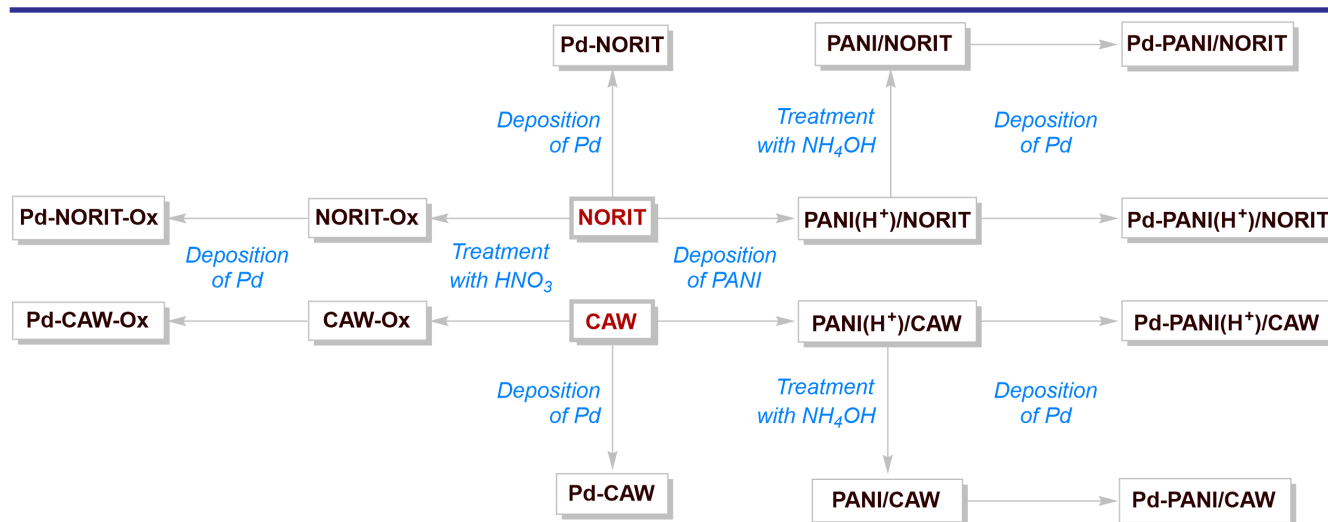 Pd-NORIT
PANI/NORIT
Pd-PANI/NORIT
Deposition
of Pd
Treatment
with NH₄OH
Deposition
of Pd
Pd-NORIT-Ox
NORIT-Ox
NORIT
PANI(H⁺)/NORIT
Pd-PANI(H⁺)/NORIT
Deposition
of Pd
Treatment
with HNO₃
Deposition
of PANI
Pd-CAW-Ox
CAW-Ox
CAW
PANI(H⁺)/CAW
Pd-PANI(H⁺)/CAW
Deposition
of Pd
Treatment
with NH₄OH
Deposition
of Pd
Pd-CAW
PANI/CAW
Pd-PANI/CAW